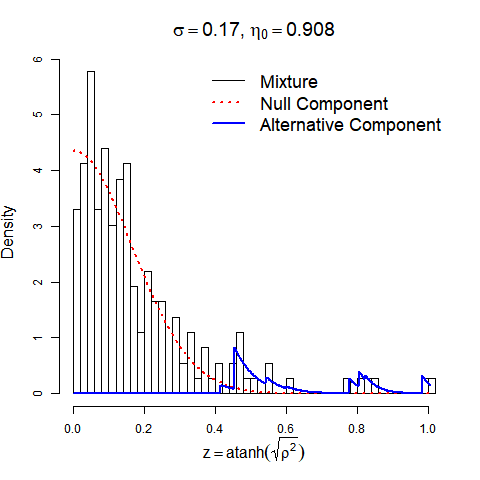 σ = 0.17, η₀ = 0.908
Mixture
Null Component
Alternative Component
Density
6
5
4
3
2
1
0
0.0 0.2 0.4 0.6 0.8 1.0
z = atanh(√ρ²)